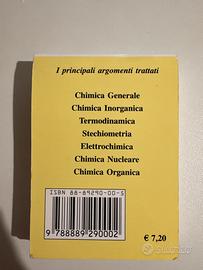 I principali argomenti trattati
Chimica Generale
Chimica Inorganica
Termodinamica
Stechiometria
Elettrochimica
Chimica Nucleare
Chimica Organica
ISBN 88-89290-00-5
9 788889 290002
€ 7,20
subito